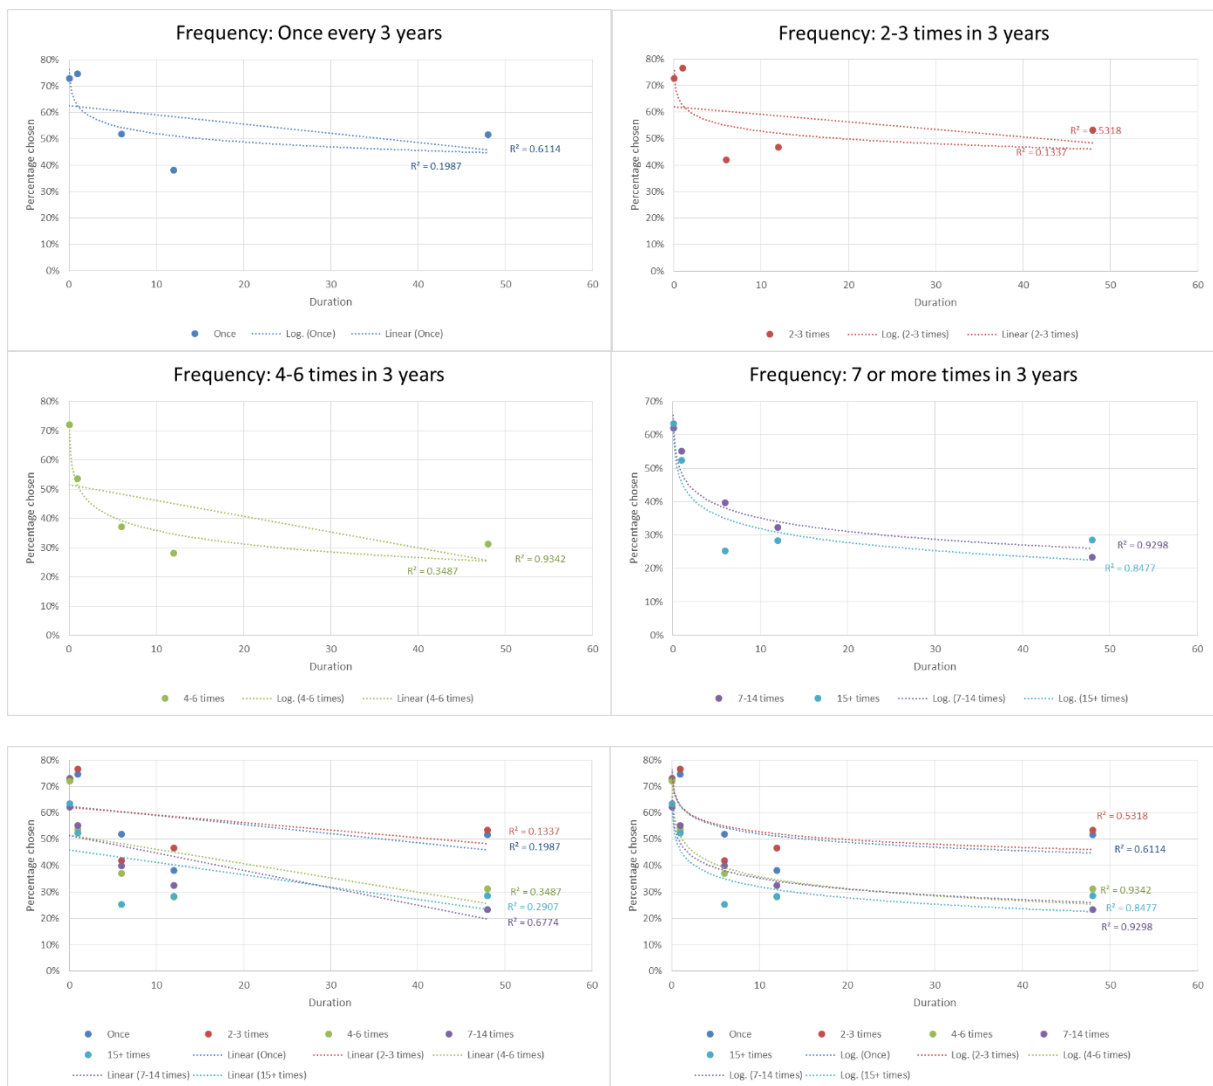 Frequency: Once every 3 years
80%
70%
60%
50%
40%
30%
20%
10%
0%
Percentage chosen
R² = 0.6114
R² = 0.1987
0 10 20 30 40 50 60
Duration
Once Log. (Once) Linear (Once)
Frequency: 2-3 times in 3 years
80%
70%
60%
50%
40%
30%
20%
10%
0%
Percentage chosen
R² = 0.5318
R² = 0.1337
0 10 20 30 40 50 60
Duration
2-3 times Log. (2-3 times) Linear (2-3 times)
Frequency: 4-6 times in 3 years
80%
70%
60%
50%
40%
30%
20%
10%
0%
Percentage chosen
R² = 0.9342
R² = 0.3487
0 10 20 30 40 50 60
Duration
4-6 times Log. (4-6 times) Linear (4-6 times)
Frequency: 7 or more times in 3 years
70%
60%
50%
40%
30%
20%
10%
0%
Percentage chosen
R² = 0.9298
R² = 0.8477
0 10 20 30 40 50 60
Duration
7-14 times 15+ times Log. (7-14 times) Log. (15+ times)
80%
70%
60%
50%
40%
30%
20%
10%
0%
Percentage chosen
R² = 0.1337
R² = 0.1987
R² = 0.3487
R² = 0.2907
R² = 0.6774
0 10 20 30 40 50 60
Duration
Once 2-3 times 4-6 times 7-14 times
15+ times Linear (Once) Linear (2-3 times) Linear (4-6 times)
Linear (7-14 times) Linear (15+ times)
80%
70%
60%
50%
40%
30%
20%
10%
0%
Percentage chosen
R² = 0.5318
R² = 0.6114
R² = 0.9342
R² = 0.8477
R² = 0.9298
0 10 20 30 40 50 60
Duration
Once 2-3 times 4-6 times 7-14 times
15+ times Log. (Once) Log. (2-3 times) Log. (4-6 times)
Log. (7-14 times) Log. (15+ times)